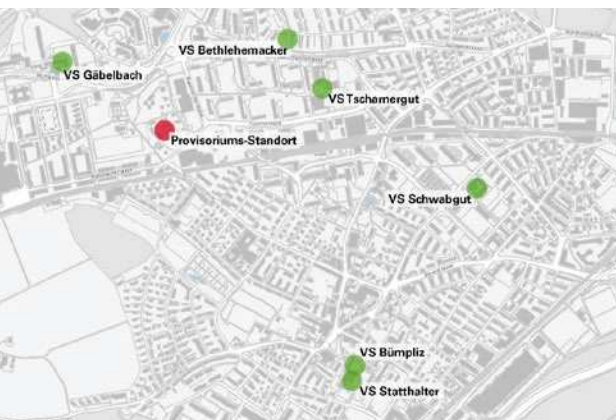 VS Bethlehemacker
VS Gäbelbach
VS Tscharnergut
Provisoriums-Standort
VS Schwabgut
VS Bümpliz
VS Statthalter